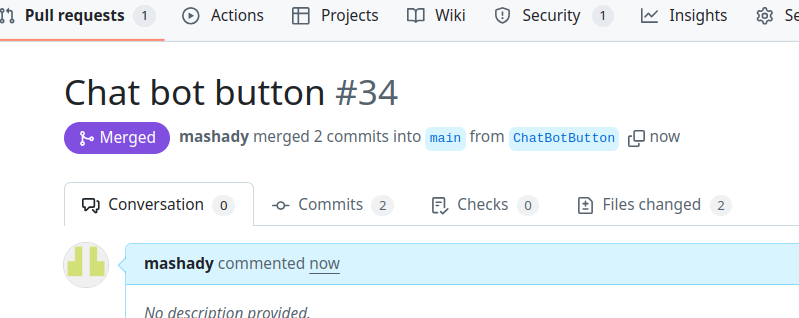 Pull requests 1 Actions Projects Wiki Security 1 Insights
Chat bot button #34
Merged mashady merged 2 commits into main from ChatBotButton now
Conversation 0 Commits 2 Checks 0 Files changed 2
mashady commented now
No description provided.